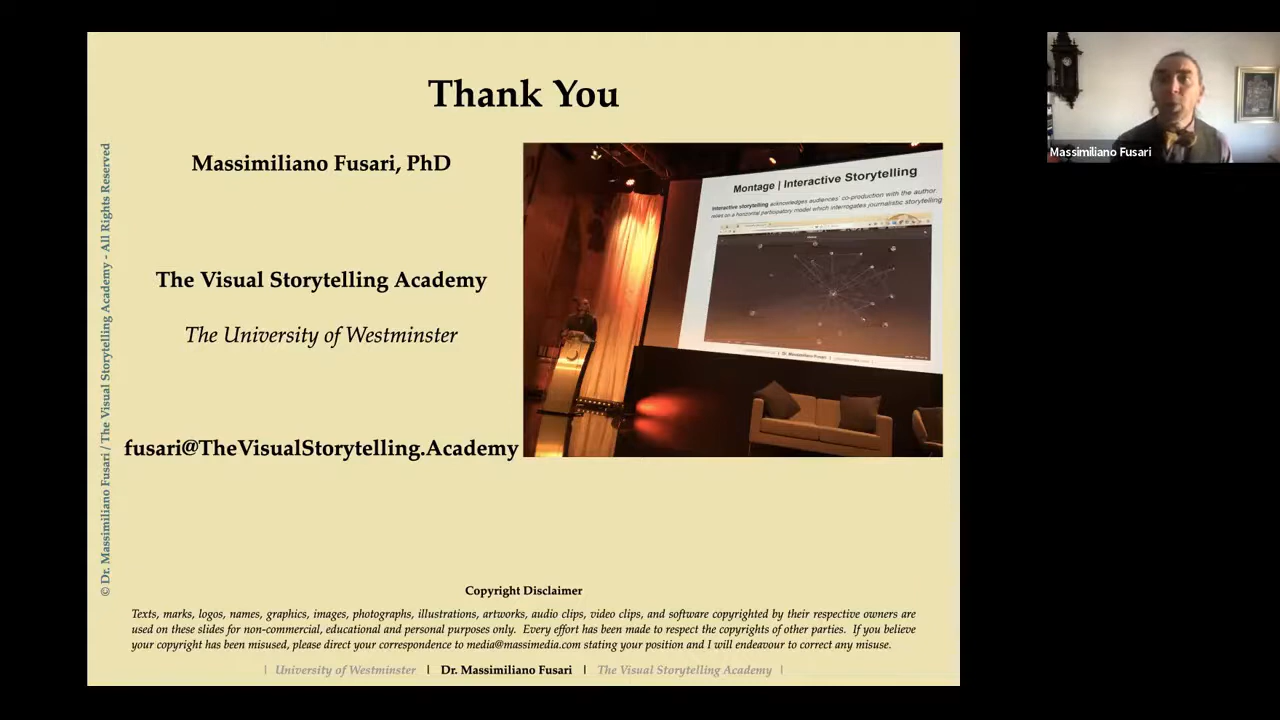 Thank You
Massimiliano Fusari, PhD
The Visual Storytelling Academy
The University of Westminster
fusari@TheVisualStorytelling.Academy
© Dr. Massimiliano Fusari / The Visual Storytelling Academy - All Rights Reserved
Montage | Interactive Storytelling
Interactive storytelling acknowledges audiences' co-production with the author
relies on a horizontal participatory model which interrogates journalistic storytelling
| Dr. Massimiliano Fusari |
Copyright Disclaimer
Texts, marks, logos, names, graphics, images, photographs, illustrations, artworks, audio clips, video clips, and software copyrighted by their respective owners are
used on these slides for non-commercial, educational and personal purposes only. Every effort has been made to respect the copyrights of other parties. If you believe
your copyright has been misused, please direct your correspondence to media@massimedia.com stating your position and I will endeavour to correct any misuse.
| University of Westminster | Dr. Massimiliano Fusari | The Visual Storytelling Academy |
Massimiliano Fusari